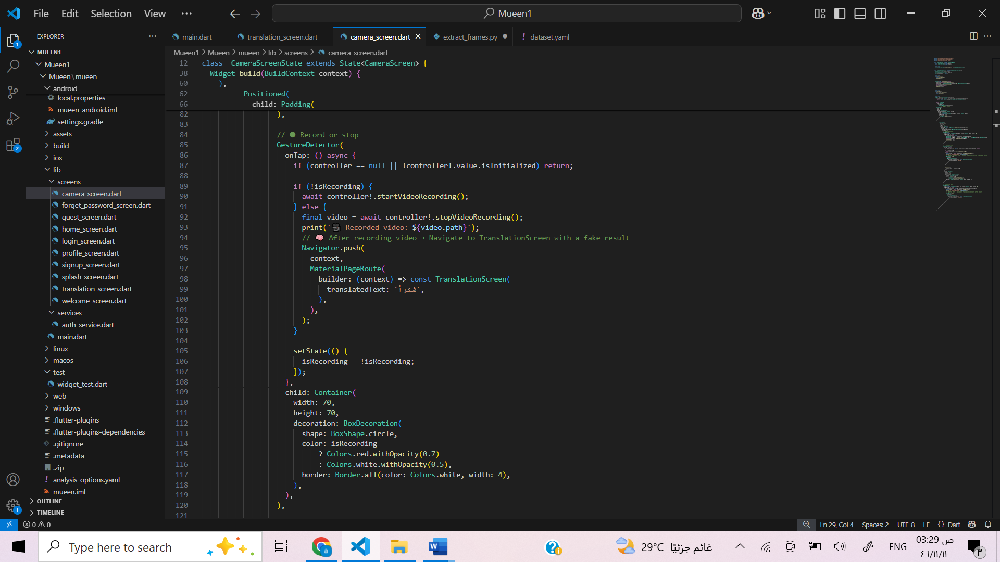 File Edit Selection View ··· Mueen1
EXPLORER
MUEEN1
Mueen1
Mueen\mueen
android
local.properties
mueen_android.iml
settings.gradle
assets
build
ios
lib
screens
camera_screen.dart
forget_password_screen.dart
guest_screen.dart
home_screen.dart
login_screen.dart
profile_screen.dart
signup_screen.dart
splash_screen.dart
translation_screen.dart
welcome_screen.dart
services
auth_service.dart
main.dart
linux
macos
test
widget_test.dart
web
windows
.flutter-plugins
.flutter-plugins-dependencies
.gitignore
.metadata
.zip
analysis_options.yaml
mueen.iml
OUTLINE
TIMELINE
main.dart translation_screen.dart camera_screen.dart extract_frames.py dataset.yaml
Mueen1 > Mueen > mueen > lib > screens > camera_screen.dart
12 class _CameraScreenState extends State<CameraScreen> {
38 Widget build(BuildContext context) {
60 ),
62 Positioned(
66 child: Padding(
82 ),
83
84 // 🟢 Record or stop
85 GestureDetector(
86 onTap: () async {
87 if (controller == null || !controller!.value.isInitialized) return;
88
89 if (!isRecording) {
90 await controller!.startVideoRecording();
91 } else {
92 final video = await controller!.stopVideoRecording();
93 print('🎥 Recorded video: ${video.path}');
94 // 🧠 After recording video → Navigate to TranslationScreen with a fake result
95 Navigator.push(
96 context,
97 MaterialPageRoute(
98 builder: (context) => const TranslationScreen(
99 translatedText: 'شكراً',
100 ),
101 ),
102 );
103 }
104
105 setState(() {
106 isRecording = !isRecording;
107 });
108 },
109 child: Container(
110 width: 70,
111 height: 70,
112 decoration: BoxDecoration(
113 shape: BoxShape.circle,
114 color: isRecording
115 ? Colors.red.withOpacity(0.7)
116 : Colors.white.withOpacity(0.5),
117 border: Border.all(color: Colors.white, width: 4),
118 ),
119 ),
120 ),
121
1
2
1
0 0
Ln 29, Col 4 Spaces: 2 UTF-8 LF {} Dart
Type here to search
29°C غائم جزئيًا
ENG
03:29 ص
٤٦/١١/١٢
٣